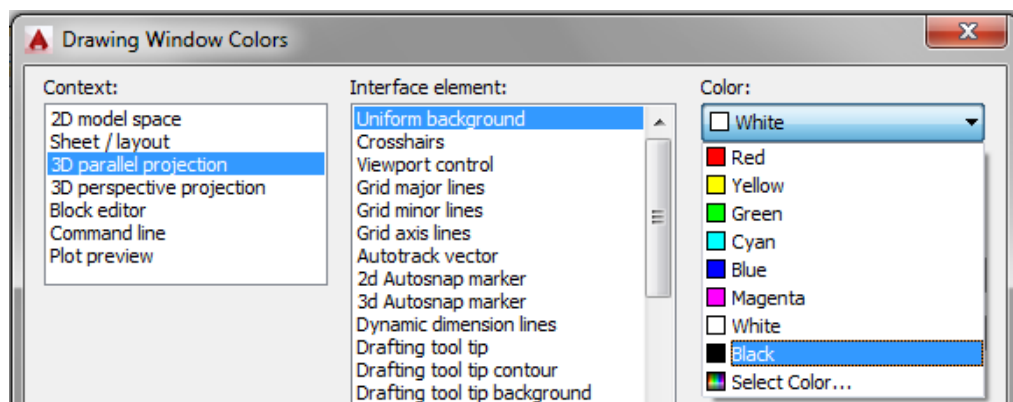 Drawing Window Colors
Context:
2D model space
Sheet / layout
3D parallel projection
3D perspective projection
Block editor
Command line
Plot preview
Interface element:
Uniform background
Crosshairs
Viewport control
Grid major lines
Grid minor lines
Grid axis lines
Autotrack vector
2d Autosnap marker
3d Autosnap marker
Dynamic dimension lines
Drafting tool tip
Drafting tool tip contour
Drafting tool tip background
Color:
White
Red
Yellow
Green
Cyan
Blue
Magenta
White
Black
Select Color...